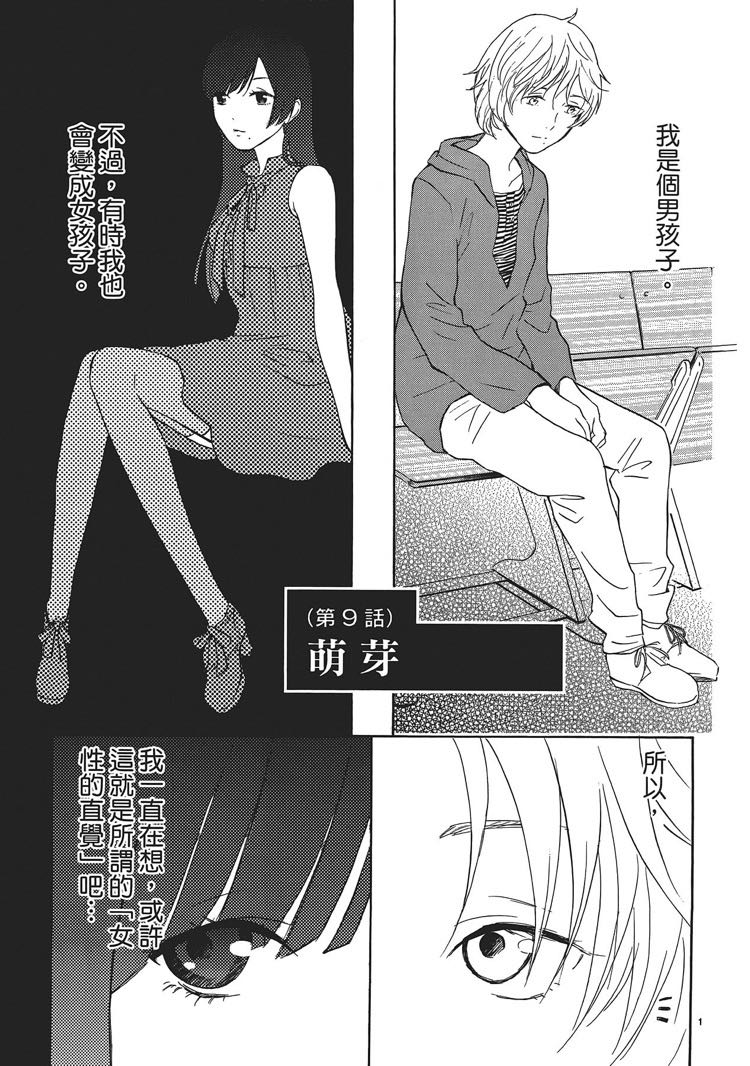 我是個男孩子。
不過，有時我也
會變成女孩子。
（第9話）
萌芽
所以，
我一直在想，或許
這就是所謂的「女
性的直覺」吧…
1